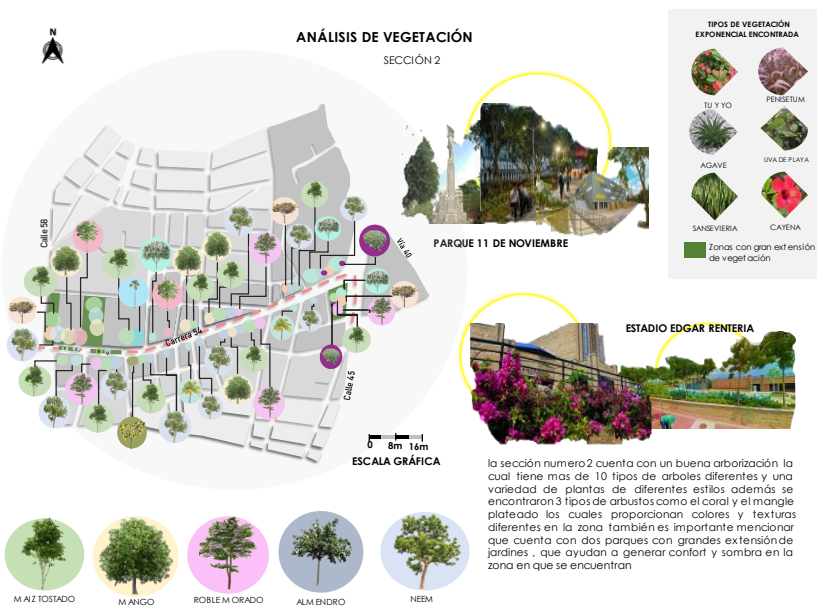 N
ANÁLISIS DE VEGETACIÓN
SECCIÓN 2
TIPOS DE VEGETACIÓN
EXPONENCIAL ENCONTRADA
TU Y YO
PENISETUM
AGAVE
UVA DE PLAYA
SANSEVIERIA
CAYENA
Zonas con gran extensión
de vegetación
Calle 58
Vía 40
Carrera 54
Calle 45
PARQUE 11 DE NOVIEMBRE
ESTADIO EDGAR RENTERIA
0 8m 16m
ESCALA GRÁFICA
la sección numero 2 cuenta con un buena arborización la
cual tiene mas de 10 tipos de arboles diferentes y una
variedad de plantas de diferentes estilos además se
encontraron 3 tipos de arbustos como el coral y el mangle
plateado los cuales proporcionan colores y texturas
diferentes en la zona también es importante mencionar
que cuenta con dos parques con grandes extensión de
jardines , que ayudan a generar confort y sombra en la
zona en que se encuentran
MAIZ TOSTADO
MANGO
ROBLE MORADO
ALMENDRO
NEEM